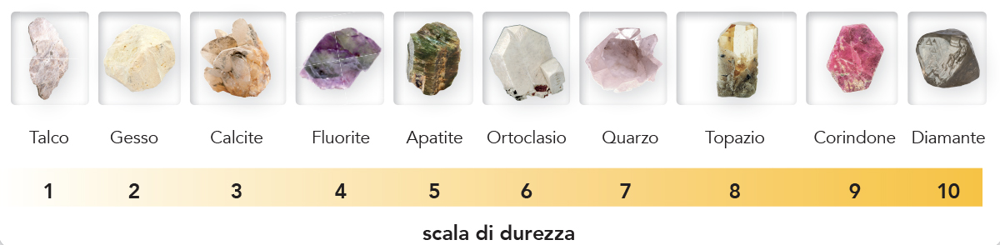 Talco Gesso Calcite Fluorite Apatite Ortoclasio Quarzo Topazio Corindone Diamante
1 2 3 4 5 6 7 8 9 10
scala di durezza